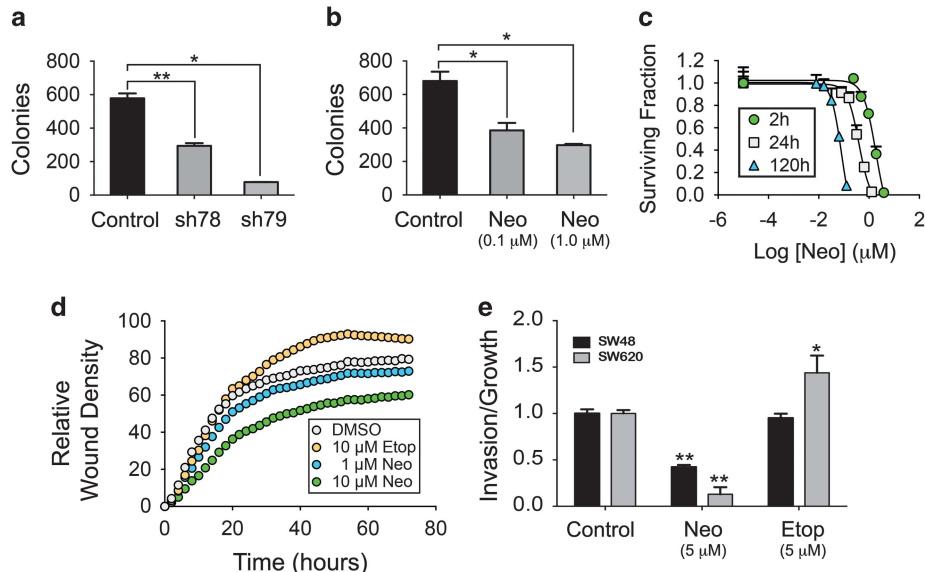 a
800
600
400
200
0
Colonies
*
**
Control sh78 sh79
b
800
600
400
200
0
Colonies
*
*
Control Neo Neo
(0.1 μM) (1.0 μM)
c
1.2
1.0
0.8
0.6
0.4
0.2
0.0
Surviving Fraction
2h
24h
120h
-6 -4 -2 0 2
Log [Neo] (μM)
d
100
80
60
40
20
0
Relative
Wound Density
DMSO
10 μM Etop
1 μM Neo
10 μM Neo
0 20 40 60 80
Time (hours)
e
2.0
1.5
1.0
0.5
0.0
Invasion/Growth
SW48
SW620
**
**
*
Control Neo Etop
(5 μM) (5 μM)